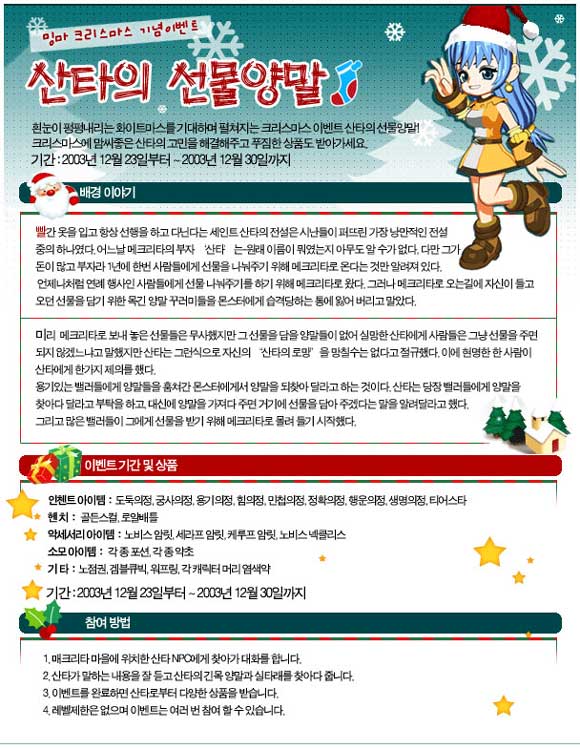 밍마 크리스마스 기념이벤트
산타의 선물양말
흰눈이 펑펑내리는 화이트마스를 기대하며 펼쳐지는 크리스마스 이벤트 산타의 선물양말!
크리스마스에 맘씨좋은 산타의 고민을 해결해주고 푸짐한 상품도 받아가세요.
기간 : 2003년 12월 23일부터 ~ 2003년 12월 30일까지
배경 이야기
빨간 옷을 입고 항상 선행을 하고 다닌다는 세인트 산타의 전설은 시난들이 퍼뜨린 가장 낭만적인 전설
중의 하나였다. 어느날 메크리타의 부자 ‘산타’ 는-원래 이름이 뭐였는지 아무도 알 수가 없다. 다만 그가
돈이 많고 부자라 1년에 한번 사람들에게 선물을 나눠주기 위해 메크리타로 온다는 것만 알려져 있다.
언제나처럼 연례 행사인 사람들에게 선물 나눠주기를 하기 위해 메크리타로 왔다. 그러나 메크리타로 오는길에 자신이 들고
오던 선물을 담기 위한 목긴 양말 꾸러미들을 몬스터에게 습격당하는 통에 잃어 버리고 말았다.
미리 메크리타로 보내 놓은 선물들은 무사했지만 그 선물을 담을 양말들이 없어 실망한 산타에게 사람들은 그냥 선물을 주면
되지 않겠느냐고 말했지만 산타는 그런식으로 자신의 ‘산타의 로망’ 을 망칠수는 없다고 절규했다. 이에 현명한 한 사람이
산타에게 한가지 제의를 했다.
용기있는 밸러들에게 양말들을 훔쳐간 몬스터에게서 양말을 되찾아 달라고 하는 것이다. 산타는 당장 밸러들에게 양말을
찾아다 달라고 부탁을 하고, 대신에 양말을 가져다 주면 거기에 선물을 담아 주겠다는 말을 알려달라고 했다.
그리고 많은 밸러들이 그에게 선물을 받기 위해 메크리타로 몰려 들기 시작했다.
이벤트 기간 및 상품
인첸트 아이템 : 도둑의정, 궁사의정, 용기의정, 힘의정, 민첩의정, 정확의정, 행운의정, 생명의정, 티어스타
헨 치 : 골든스컬, 로얄배틀
악세서리 아이템 : 노비스 암릿, 세라프 암릿, 케루프 암릿, 노비스 넥클리스
소모 아이템 : 각 종 포션, 각 종 약초
기 타 : 노점권, 겜블큐빅, 워프링, 각 캐릭터 머리 염색약
기간 : 2003년 12월 23일부터 ~ 2003년 12월 30일까지
참여 방법
1. 매크리타 마을에 위치한 산타 NPC에게 찾아가 대화를 합니다.
2. 산타가 말하는 내용을 잘 듣고 산타의 긴목 양말과 실타래를 찾아다 줍니다.
3. 이벤트를 완료하면 산타로부터 다양한 상품을 받습니다.
4. 레벨제한은 없으며 이벤트는 여러 번 참여 할 수 있습니다.